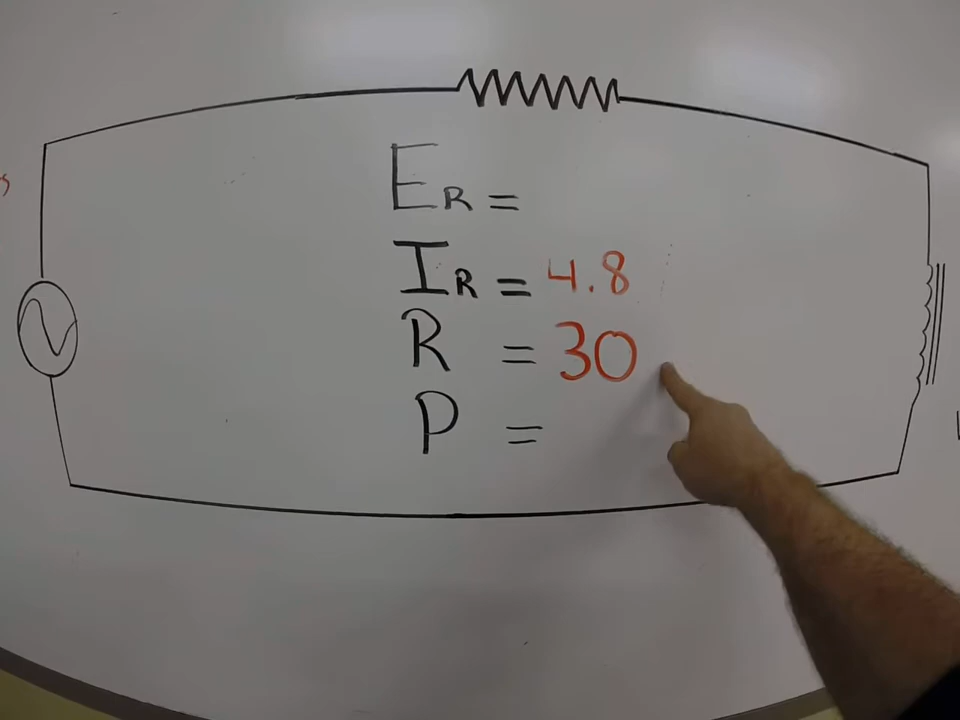 ER =
IR = 4.8
R = 30
P =